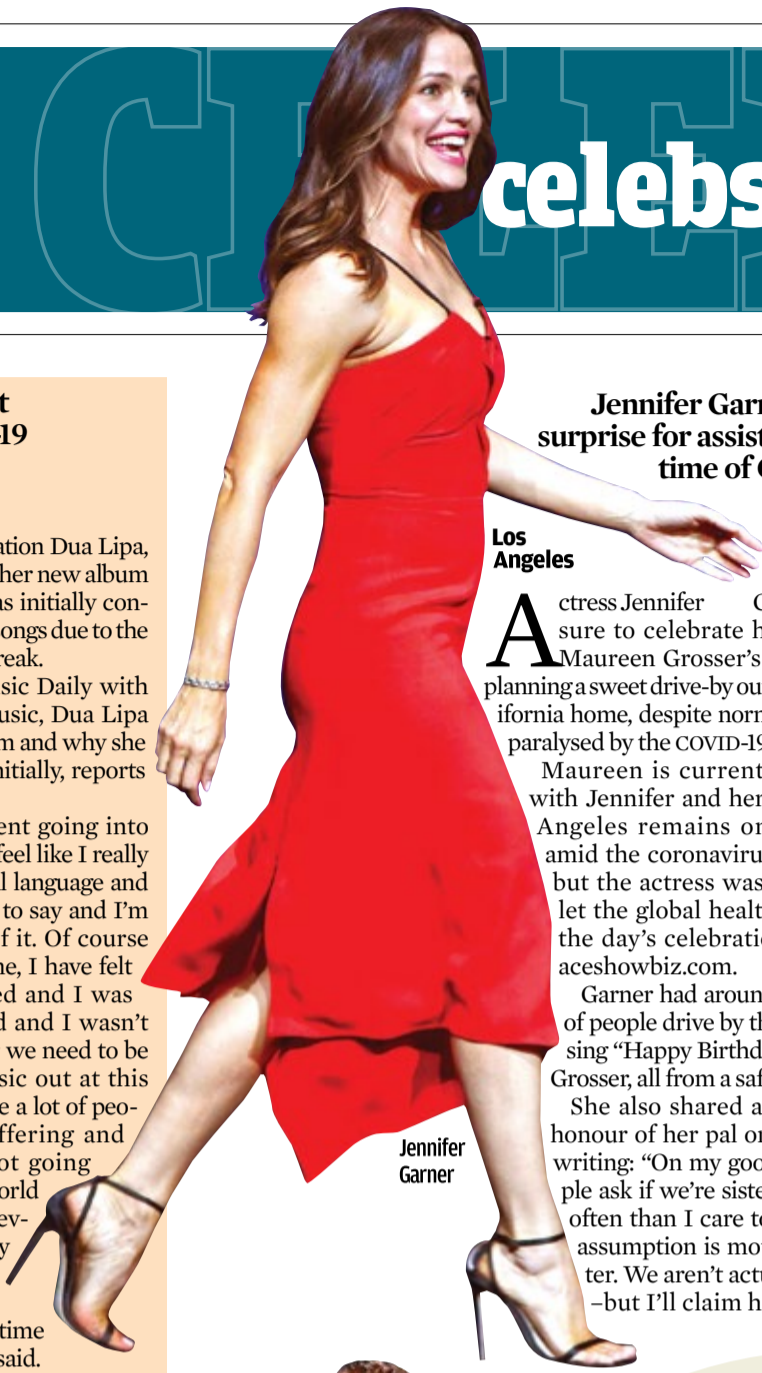 celebs
t
-19
ation Dua Lipa,
her new album
as initially con-
ongs due to the
reak.
sic Daily with
usic, Dua Lipa
m and why she
nitially, reports
ent going into
feel like I really
l language and
to say and I'm
f it. Of course
ne, I have felt
ed and I was
d and I wasn't
we need to be
sic out at this
e a lot of peo-
ffering and
ot going
orld
ev-
y
time
said.
Jennifer Garn
surprise for assist
time of
Los
Angeles
Actress Jennifer
sure to celebrate h
Maureen Grosser's
planning a sweet drive-by ou
ifornia home, despite norm
paralysed by the COVID-19
Maureen is current
with Jennifer and her
Angeles remains on
amid the coronaviru
but the actress was
let the global healt
the day's celebrati
aceshowbiz.com.
Garner had aroun
of people drive by th
sing “Happy Birthd
Grosser, all from a saf
She also shared a
honour of her pal on
writing: “On my goo
ple ask if we're siste
often than I care to
assumption is mo
ter. We aren't actu
–but I'll claim h
Jennifer
Garner